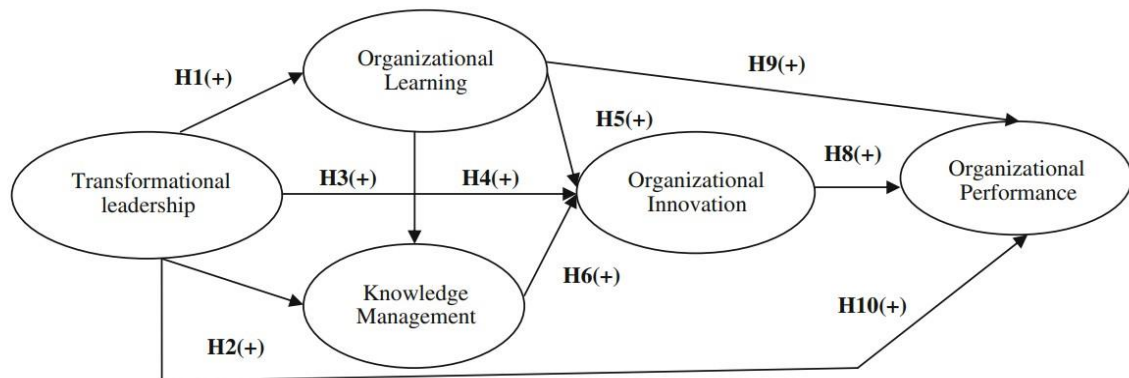 Organizational
Learning
H1(+)
H9(+)
H5(+)
Transformational
leadership
H3(+)
H4(+)
Organizational
Innovation
H8(+)
Organizational
Performance
Knowledge
Management
H6(+)
H2(+)
H10(+)